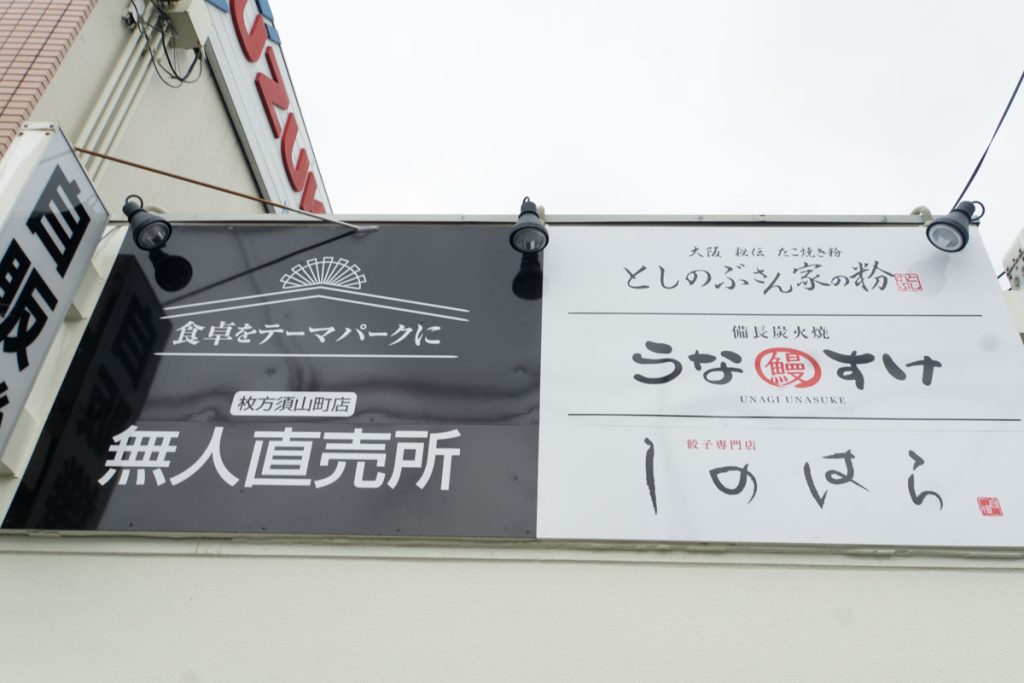 食卓をテーマパークに
枚方須山町店
無人直売所
大阪 秘伝 たこ焼き粉
としのぶさん家の粉
備長炭火焼
うな鰻すけ
UNAGI UNASUKE
餃子専門店
しのはら